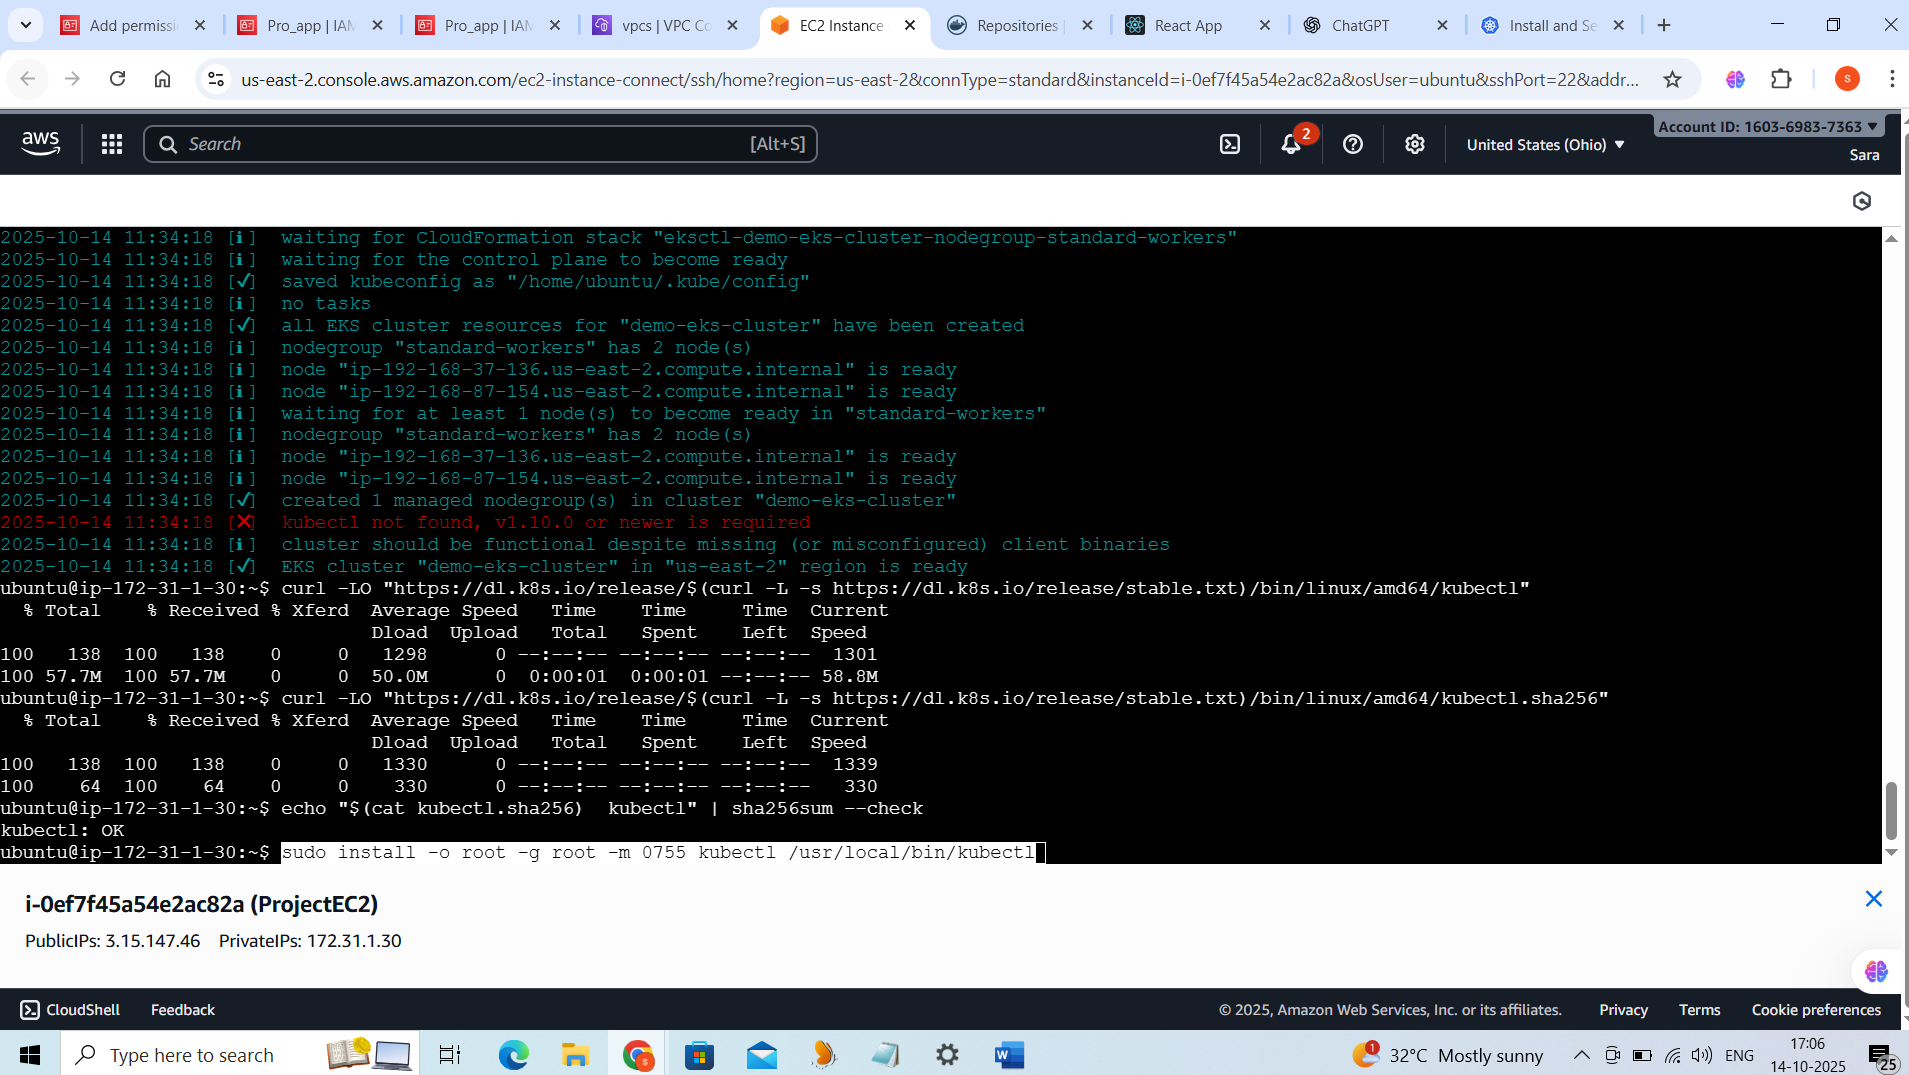 Add permissi
Pro_app | IAM
Pro_app | IAM
vpcs | VPC Co
EC2 Instance
Repositories |
React App
ChatGPT
Install and Se
us-east-2.console.aws.amazon.com/ec2-instance-connect/ssh/home?region=us-east-2&connType=standard&instanceId=i-0ef7f45a54e2ac82a&osUser=ubuntu&sshPort=22&addr...
S
aws
Search
[Alt+S]
2
United States (Ohio)
Account ID: 1603-6983-7363
Sara
2025-10-14 11:34:18 [ℹ]  waiting for CloudFormation stack "eksctl-demo-eks-cluster-nodegroup-standard-workers"
2025-10-14 11:34:18 [ℹ]  waiting for the control plane to become ready
2025-10-14 11:34:18 [✔]  saved kubeconfig as "/home/ubuntu/.kube/config"
2025-10-14 11:34:18 [ℹ]  no tasks
2025-10-14 11:34:18 [✔]  all EKS cluster resources for "demo-eks-cluster" have been created
2025-10-14 11:34:18 [ℹ]  nodegroup "standard-workers" has 2 node(s)
2025-10-14 11:34:18 [ℹ]  node "ip-192-168-37-136.us-east-2.compute.internal" is ready
2025-10-14 11:34:18 [ℹ]  node "ip-192-168-87-154.us-east-2.compute.internal" is ready
2025-10-14 11:34:18 [ℹ]  waiting for at least 1 node(s) to become ready in "standard-workers"
2025-10-14 11:34:18 [ℹ]  nodegroup "standard-workers" has 2 node(s)
2025-10-14 11:34:18 [ℹ]  node "ip-192-168-37-136.us-east-2.compute.internal" is ready
2025-10-14 11:34:18 [ℹ]  node "ip-192-168-87-154.us-east-2.compute.internal" is ready
2025-10-14 11:34:18 [✔]  created 1 managed nodegroup(s) in cluster "demo-eks-cluster"
2025-10-14 11:34:18 [✖]  kubectl not found, v1.10.0 or newer is required
2025-10-14 11:34:18 [ℹ]  cluster should be functional despite missing (or misconfigured) client binaries
2025-10-14 11:34:18 [✔]  EKS cluster "demo-eks-cluster" in "us-east-2" region is ready
ubuntu@ip-172-31-1-30:~$ curl -LO "https://dl.k8s.io/release/$(curl -L -s https://dl.k8s.io/release/stable.txt)/bin/linux/amd64/kubectl"
% Total    % Received % Xferd  Average Speed   Time    Time     Time  Current
Dload  Upload   Total   Spent    Left  Speed
100   138  100   138    0     0   1298      0 --:--:-- --:--:-- --:--:--  1301
100 57.7M  100 57.7M    0     0  50.0M      0  0:00:01  0:00:01 --:--:-- 58.8M
ubuntu@ip-172-31-1-30:~$ curl -LO "https://dl.k8s.io/release/$(curl -L -s https://dl.k8s.io/release/stable.txt)/bin/linux/amd64/kubectl.sha256"
% Total    % Received % Xferd  Average Speed   Time    Time     Time  Current
Dload  Upload   Total   Spent    Left  Speed
100   138  100   138    0     0   1330      0 --:--:-- --:--:-- --:--:--  1339
100    64  100    64    0     0    330      0 --:--:-- --:--:-- --:--:--   330
ubuntu@ip-172-31-1-30:~$ echo "$(cat kubectl.sha256)  kubectl" | sha256sum --check
kubectl: OK
ubuntu@ip-172-31-1-30:~$ sudo install -o root -g root -m 0755 kubectl /usr/local/bin/kubectl
i-0ef7f45a54e2ac82a (ProjectEC2)
PublicIPs: 3.15.147.46   PrivateIPs: 172.31.1.30
CloudShell
Feedback
© 2025, Amazon Web Services, Inc. or its affiliates.
Privacy
Terms
Cookie preferences
Type here to search
S
W
1
32°C  Mostly sunny
ENG
17:06
14-10-2025
25